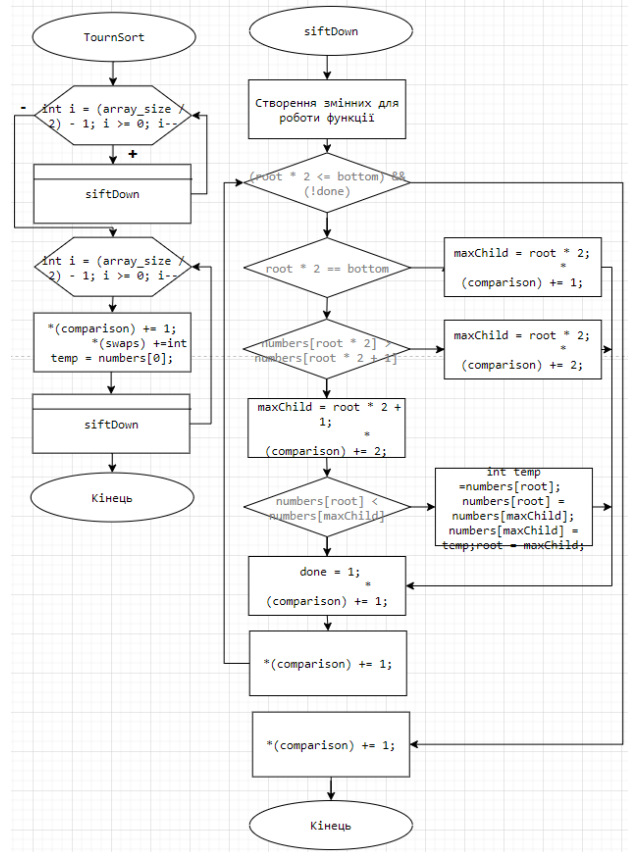 TournSort
int i = (array_size /
2) - 1; i >= 0; i--
-
+
siftDown
int i = (array_size /
2) - 1; i >= 0; i--
*(comparison) += 1;
*(swaps) +=int
temp = numbers[0];
siftDown
Кінець
siftDown
Створення змінних для
роботи функції
(root * 2 <= bottom) &&
(!done)
root * 2 == bottom
maxChild = root * 2;
*
(comparison) += 1;
numbers[root * 2] >
numbers[root * 2 + 1]
maxChild = root * 2;
*
(comparison) += 2;
maxChild = root * 2 +
1;
*
(comparison) += 2;
numbers[root] <
numbers[maxChild]
int temp
=numbers[root];
numbers[root] =
numbers[maxChild];
numbers[maxChild] =
temp;root = maxChild;
done = 1;
*
(comparison) += 1;
*(comparison) += 1;
*(comparison) += 1;
Кінець